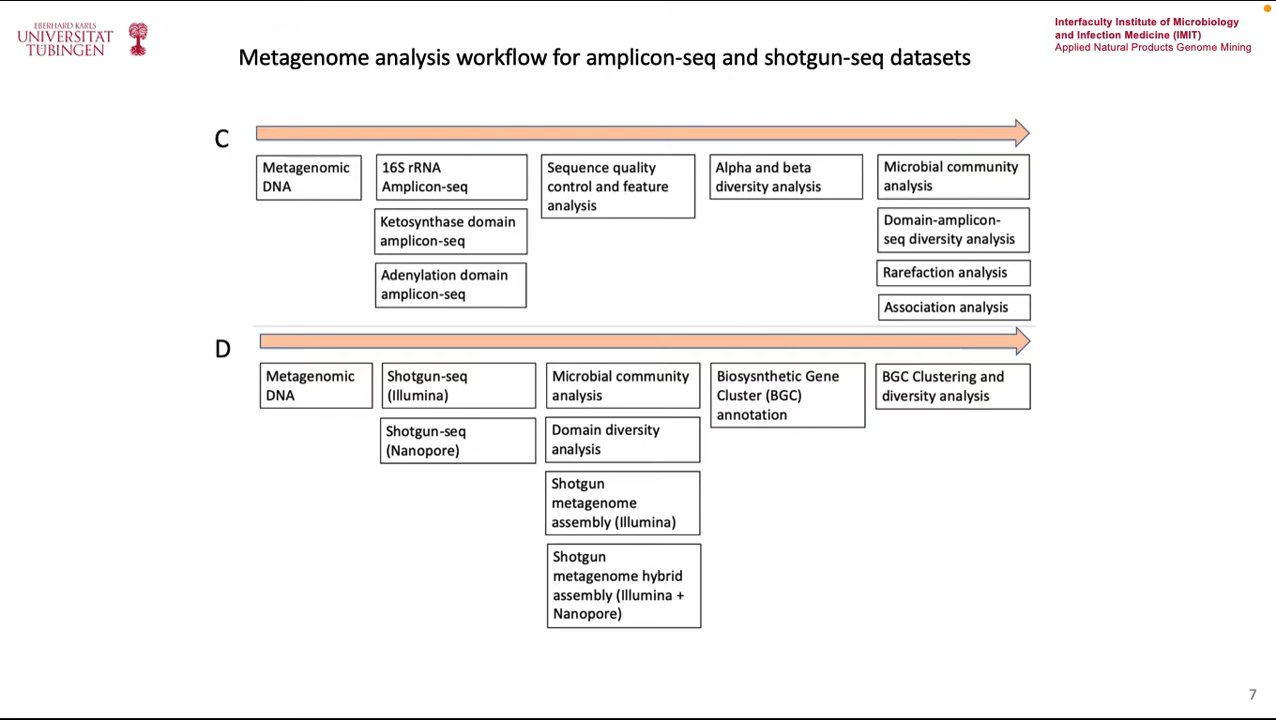 EBERHARD KARLS
UNIVERSITÄT
TÜBINGEN
Interfaculty Institute of Microbiology
and Infection Medicine (IMIT)
Applied Natural Products Genome Mining
Metagenome analysis workflow for amplicon-seq and shotgun-seq datasets
C
Metagenomic
DNA
16S rRNA
Amplicon-seq
Ketosynthase domain
amplicon-seq
Adenylation domain
amplicon-seq
Sequence quality
control and feature
analysis
Alpha and beta
diversity analysis
Microbial community
analysis
Domain-amplicon-
seq diversity analysis
Rarefaction analysis
Association analysis
D
Metagenomic
DNA
Shotgun-seq
(Illumina)
Shotgun-seq
(Nanopore)
Microbial community
analysis
Domain diversity
analysis
Shotgun
metagenome
assembly (Illumina)
Shotgun
metagenome hybrid
assembly (Illumina +
Nanopore)
Biosysnthetic Gene
Cluster (BGC)
annotation
BGC Clustering and
diversity analysis
7